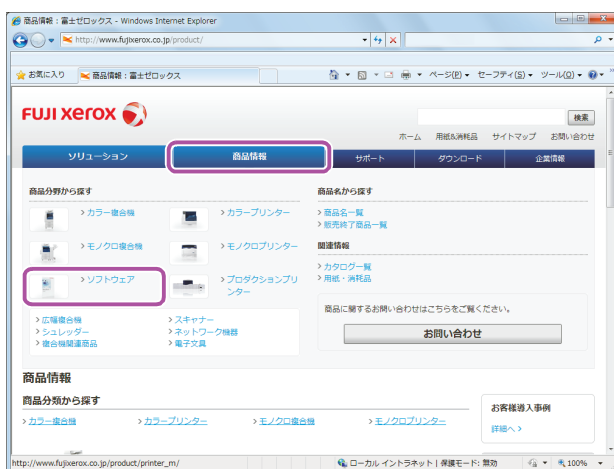 商品情報 : 富士ゼロックス - Windows Internet Explorer
http://www.fujixerox.co.jp/product/
お気に入り 商品情報 : 富士ゼロックス ページ(P) セーフティ(S) ツール(O)
FUJI xerox
検索
ホーム 用紙&消耗品 サイトマップ お問い合わせ
ソリューション 商品情報 サポート ダウンロード 企業情報
商品分野から探す
> カラー複合機 > カラープリンター
> モノクロ複合機 > モノクロプリンター
> ソフトウェア > プロダクションプリンター
> 広幅複合機 > スキャナー
> シュレッダー > ネットワーク機器
> 複合機関連商品 > 電子文具
商品名から探す
> 商品名一覧
> 販売終了商品一覧
関連情報
> カタログ一覧
> 用紙・消耗品
商品に関するお問い合わせはこちらをご覧ください。
お問い合わせ
商品情報
商品分類から探す
> カラー複合機 > カラープリンター > モノクロ複合機 > モノクロプリンター
お客様導入事例
詳細へ >
http://www.fujixerox.co.jp/product/printer_m/ ローカル イントラネット | 保護モード: 無効 100%